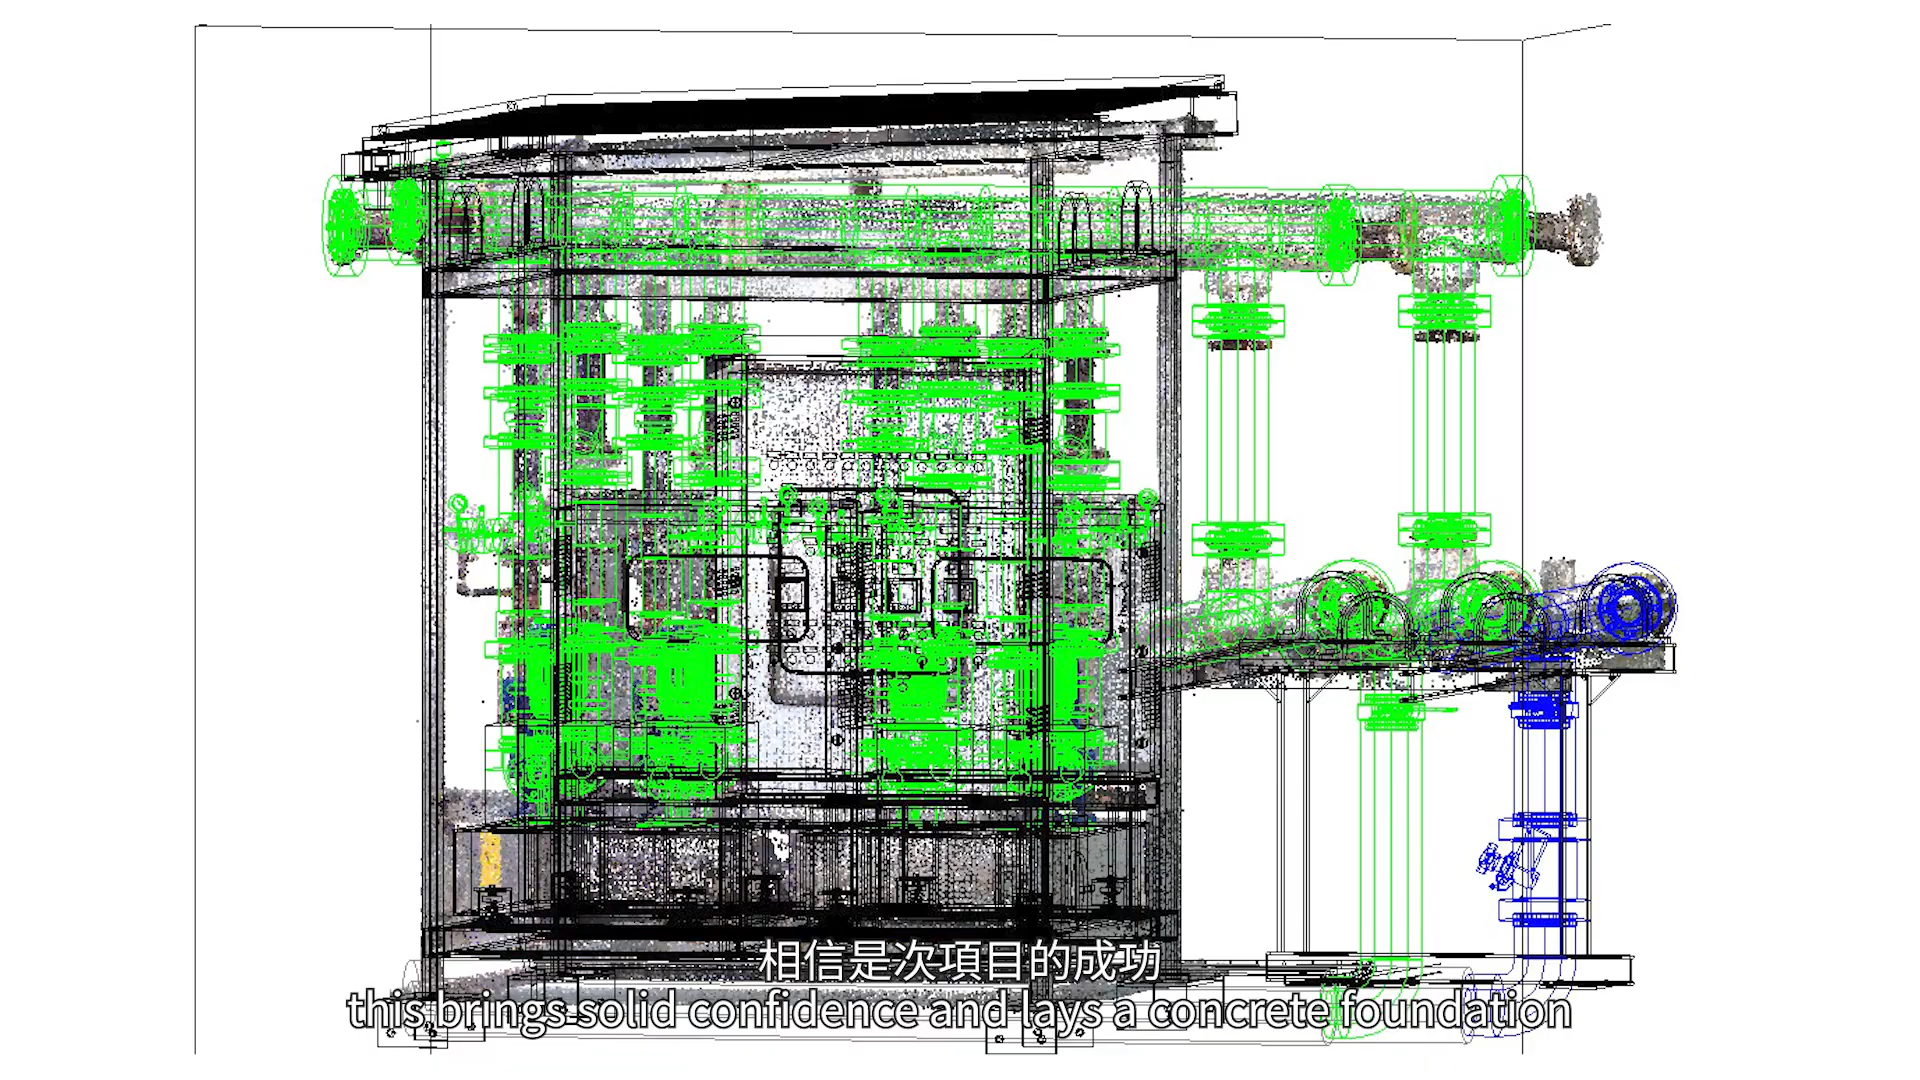 相信是次項目的成功
this brings solid confidence and lays a concrete foundation